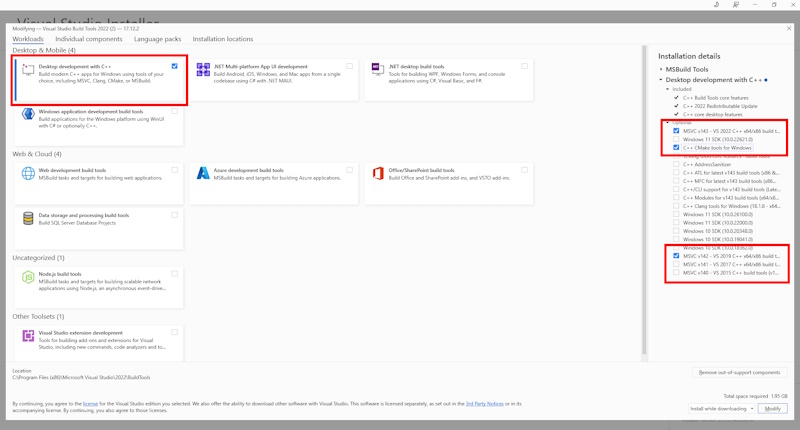 Visual Studio Installer
Modifying — Visual Studio Build Tools 2022 (2) — 17.12.2
Workloads
Individual components
Language packs
Installation locations
Desktop & Mobile (4)
Desktop development with C++
Build modern C++ apps for Windows using tools of your
choice, including MSVC, Clang, CMake, or MSBuild.
.NET Multi-platform App UI development
Build Android, iOS, Windows, and Mac apps from a single
codebase using C# with .NET MAUI.
.NET desktop build tools
Tools for building WPF, Windows Forms, and console
applications using C#, Visual Basic, and F#.
Windows application development build tools
Build applications for the Windows platform using WinUI
with C# or optionally C++.
Web & Cloud (4)
Web development build tools
MSBuild tasks and targets for building web applications.
Azure development build tools
MSBuild tasks and targets for building Azure applications.
Office/SharePoint build tools
Build Office and SharePoint add-ins, and VSTO add-ins.
Data storage and processing build tools
Build SQL Server Database Projects
Uncategorized (1)
Node.js build tools
MSBuild tasks and targets for building scalable network
applications using Node.js, an asynchronous event-drive...
Other Toolsets (1)
Visual Studio extension development
Tools for building add-ons and extensions for Visual
Studio, including new commands, code analyzers and to...
Installation details
MSBuild Tools
Desktop development with C++
Included
C++ Build Tools core features
C++ 2022 Redistributable Update
C++ core desktop features
Optional
MSVC v143 - VS 2022 C++ x64/x86 build t...
Windows 11 SDK (10.0.22621.0)
C++ CMake tools for Windows
Testing tools core features - Build Tools
C++ AddressSanitizer
C++ ATL for latest v143 build tools (x86 &...
C++ MFC for latest v143 build tools (x86...
C++/CLI support for v143 build tools (Late...
C++ Modules for v143 build tools (x64/x8...
C++ Clang tools for Windows (18.1.8 - x64...
Windows 11 SDK (10.0.26100.0)
Windows 11 SDK (10.0.22000.0)
Windows 10 SDK (10.0.20348.0)
Windows 10 SDK (10.0.19041.0)
Windows 10 SDK (10.0.18362.0)
MSVC v142 - VS 2019 C++ x64/x86 build t...
MSVC v141 - VS 2017 C++ x64/x86 build t...
MSVC v140 - VS 2015 C++ build tools (v1...
Location
C:\Program Files (x86)\Microsoft Visual Studio\2022\BuildTools
Remove out-of-support components
By continuing, you agree to the license for the Visual Studio edition you selected. We also offer the ability to download other software with Visual Studio. This software is licensed separately, as set out in the 3rd Party Notices or in its
accompanying license. By continuing, you also agree to those licenses.
Total space required 1.95 GB
Install while downloading
Modify